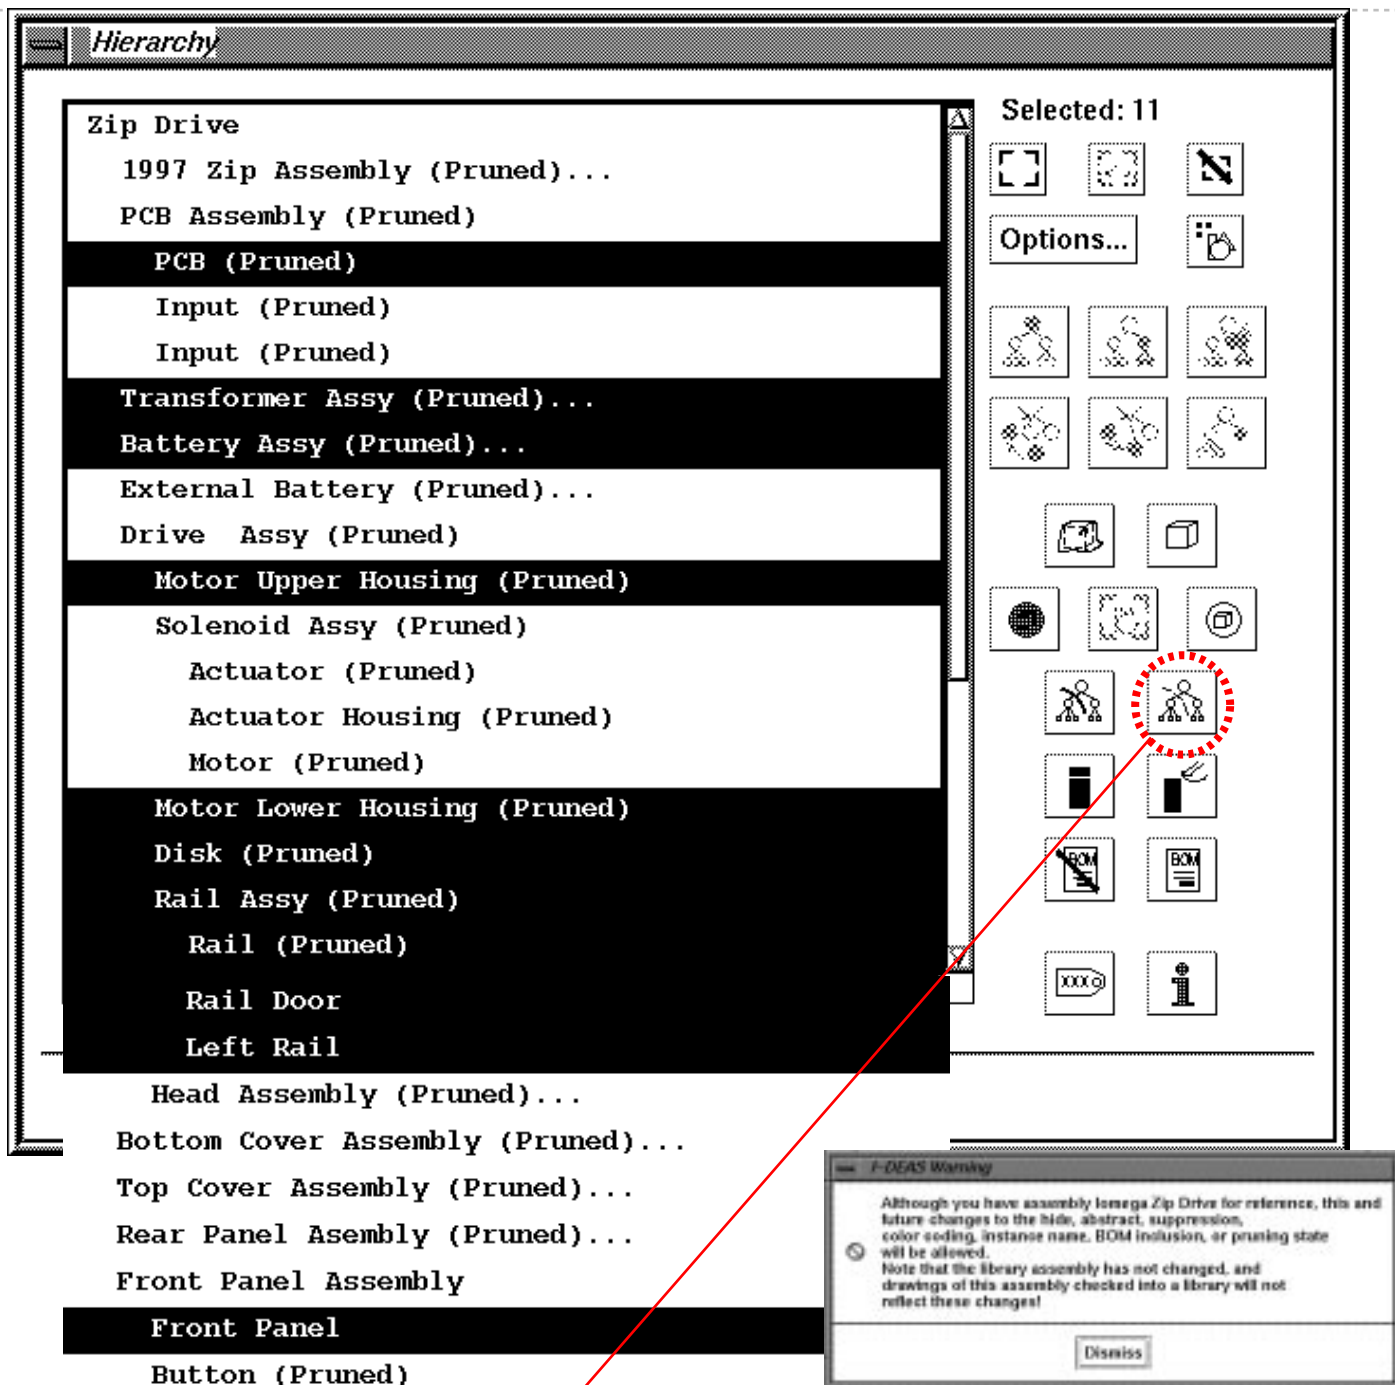 Hierarchy
Selected: 11
Zip Drive
1997 Zip Assembly (Pruned)...
PCB Assembly (Pruned)
PCB (Pruned)
Input (Pruned)
Input (Pruned)
Transformer Assy (Pruned)...
Battery Assy (Pruned)...
External Battery (Pruned)...
Drive  Assy (Pruned)
Motor Upper Housing (Pruned)
Solenoid Assy (Pruned)
Actuator (Pruned)
Actuator Housing (Pruned)
Motor (Pruned)
Motor Lower Housing (Pruned)
Disk (Pruned)
Rail Assy (Pruned)
Rail (Pruned)
Rail Door
Left Rail
Head Assembly (Pruned)...
Bottom Cover Assembly (Pruned)...
Top Cover Assembly (Pruned)...
Rear Panel Asembly (Pruned)...
Front Panel Assembly
Front Panel
Button (Pruned)
Options...
BOM
BOM
XXX
I-DEAS Warning
Although you have assembly Iomega Zip Drive for reference, this and
future changes to the hide, abstract, suppression,
color coding, instance name, BOM inclusion, or pruning state
will be allowed.
Note that the library assembly has not changed, and
drawings of this assembly checked into a library will not
reflect these changes!
Dismiss